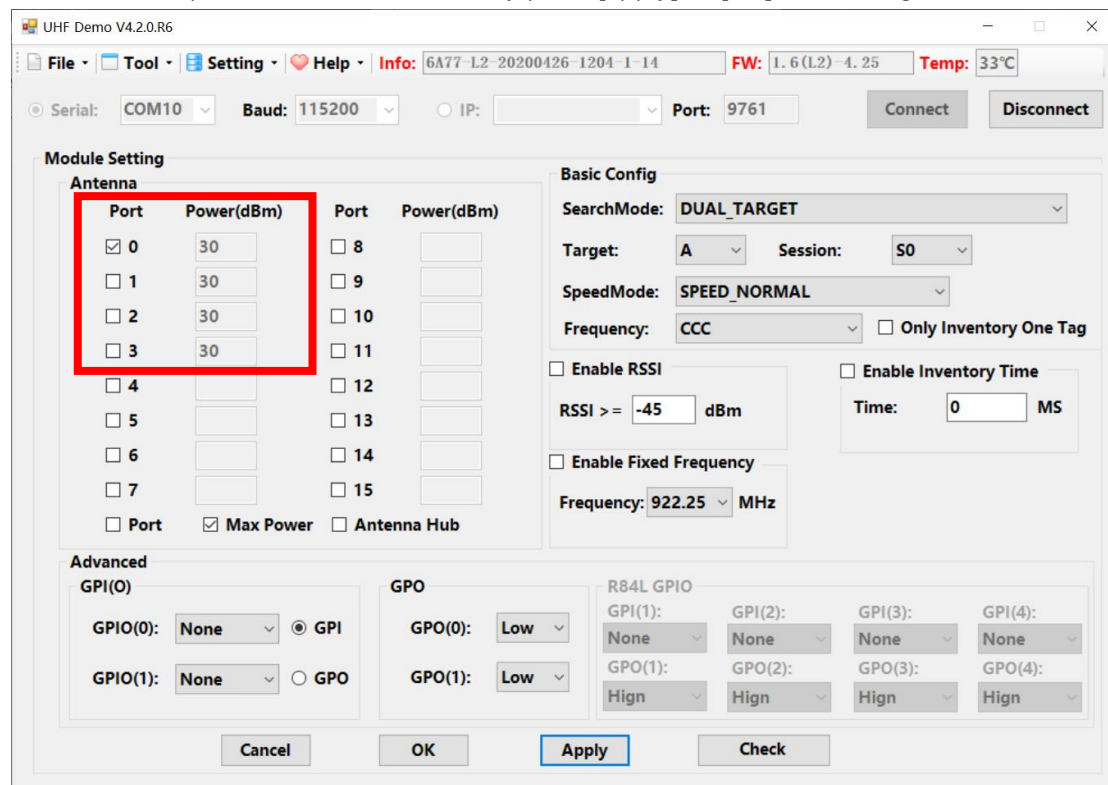 UHF Demo V4.2.0.R6
File Tool Setting Help Info: 6A77-L2-20200426-1204-1-14 FW: 1.6(L2)-4.25 Temp: 33℃
Serial: COM10 Baud: 115200 IP: Port: 9761 Connect Disconnect
Module Setting
Antenna
Port Power(dBm) Port Power(dBm)
0 30 8
1 30 9
2 30 10
3 30 11
4 12
5 13
6 14
7 15
Port Max Power Antenna Hub
Basic Config
SearchMode: DUAL_TARGET
Target: A Session: S0
SpeedMode: SPEED_NORMAL
Frequency: CCC Only Inventory One Tag
Enable RSSI
RSSI >= -45 dBm
Enable Inventory Time
Time: 0 MS
Enable Fixed Frequency
Frequency: 922.25 MHz
Advanced
GPI(O)
GPIO(0): None GPI
GPIO(1): None GPO
GPO
GPO(0): Low
GPO(1): Low
R84L GPIO
GPI(1): GPI(2): GPI(3): GPI(4):
None None None None
GPO(1): GPO(2): GPO(3): GPO(4):
Hign Hign Hign Hign
Cancel OK Apply Check